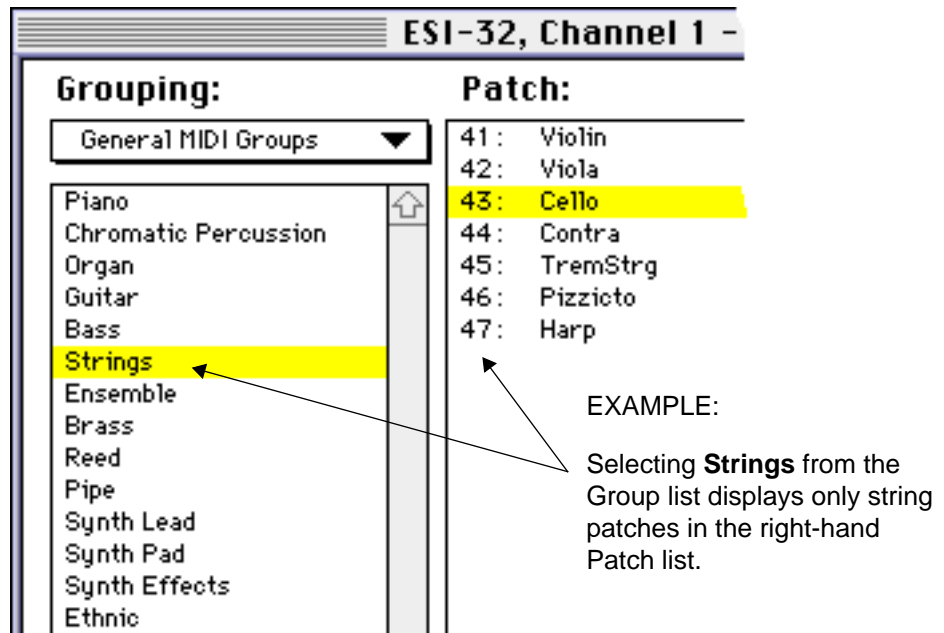 ESI-32, Channel 1 -
Grouping:
General MIDI Groups
Piano
Chromatic Percussion
Organ
Guitar
Bass
Strings
Ensemble
Brass
Reed
Pipe
Synth Lead
Synth Pad
Synth Effects
Ethnic
Patch:
41: Violin
42: Viola
43: Cello
44: Contra
45: TremStrg
46: Pizzicto
47: Harp
EXAMPLE:
Selecting Strings from the
Group list displays only string
patches in the right-hand
Patch list.